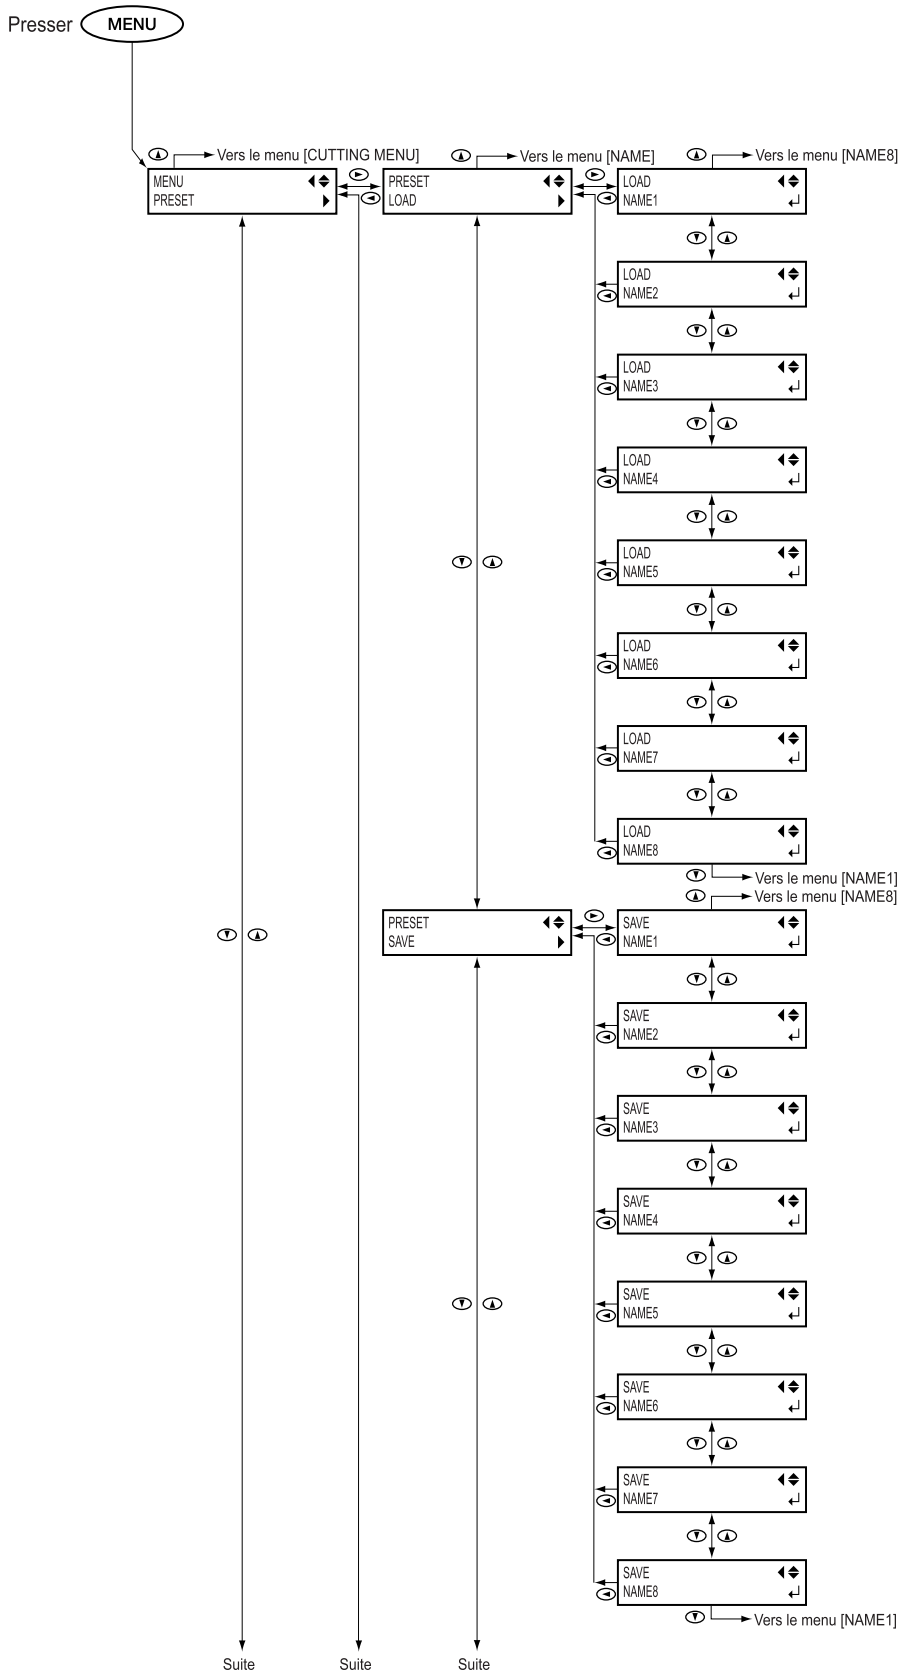 Presser MENU
Vers le menu [CUTTING MENU]
Vers le menu [NAME]
Vers le menu [NAME8]
MENU
PRESET
PRESET
LOAD
LOAD
NAME1
LOAD
NAME2
LOAD
NAME3
LOAD
NAME4
LOAD
NAME5
LOAD
NAME6
LOAD
NAME7
LOAD
NAME8
Vers le menu [NAME1]
Vers le menu [NAME8]
PRESET
SAVE
SAVE
NAME1
SAVE
NAME2
SAVE
NAME3
SAVE
NAME4
SAVE
NAME5
SAVE
NAME6
SAVE
NAME7
SAVE
NAME8
Vers le menu [NAME1]
Suite
Suite
Suite